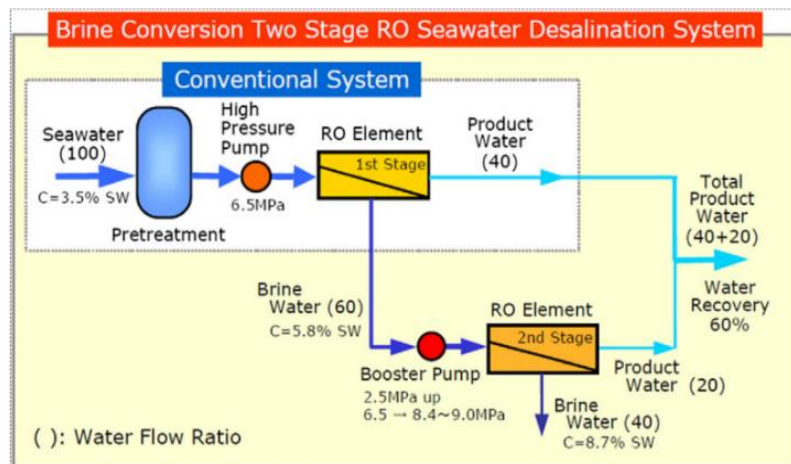 Brine Conversion Two Stage RO Seawater Desalination System
Conventional System
Seawater
(100)
C=3.5% SW
Pretreatment
High
Pressure
Pump
6.5MPa
RO Element
1st Stage
Product
Water
(40)
Total
Product
Water
(40+20)
Water
Recovery
60%
Brine
Water (60)
C=5.8% SW
Booster Pump
2.5MPa up
6.5 → 8.4~9.0MPa
RO Element
2nd Stage
Product
Water (20)
Brine
Water (40)
C=8.7% SW
( ): Water Flow Ratio